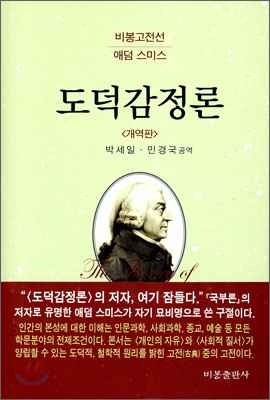 비봉고전선
애덤 스미스
도덕감정론
〈개역판〉
박세일 · 민경국 공역
The Theory of
“〈도덕감정론〉의 저자, 여기 잠들다.” 『국부론』의
저자로 유명한 애덤 스미스가 자기 묘비명으로 쓴 구절이다.
인간의 본성에 대한 이해는 인문과학, 사회과학, 종교, 예술 등 모든
학문분야의 전제조건이다. 본서는 〈개인의 자유〉와 〈사회적 질서〉가
양립할 수 있는 도덕적, 철학적 원리를 밝힌 고전(古典) 중의 고전이다.
비봉출판사